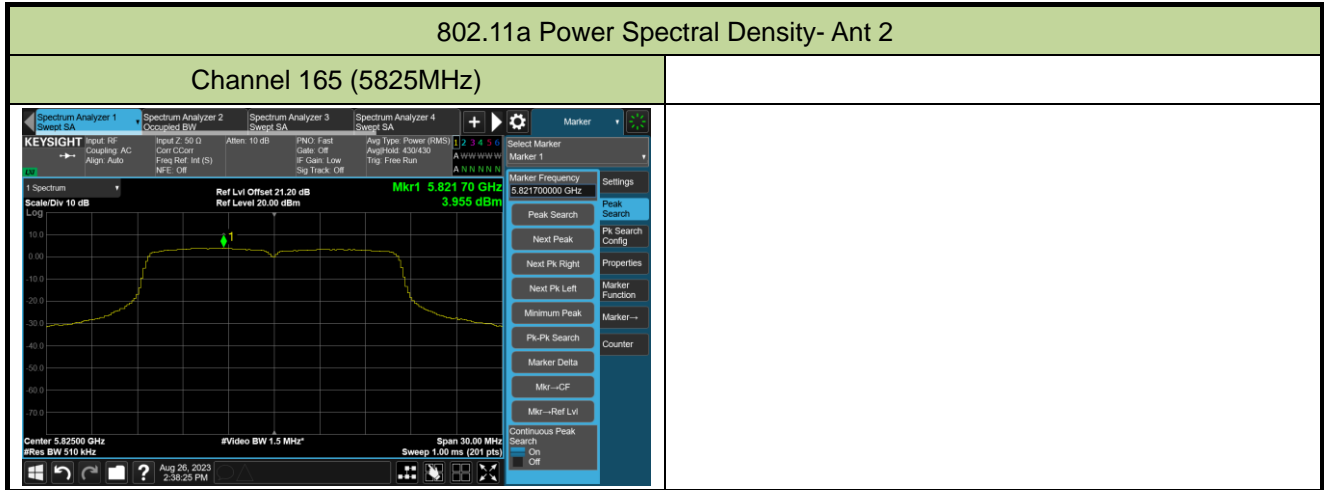 802.11a Power Spectral Density- Ant 2
Channel 165 (5825MHz)
Spectrum Analyzer 1
Swept SA
Spectrum Analyzer 2
Occupied BW
Spectrum Analyzer 3
Swept SA
Spectrum Analyzer 4
Swept SA
Marker
KEYSIGHT
Input: RF
Coupling: AC
Align: Auto
Input Z: 50 Ω
Corr CCorr
Freq Ref: Int (S)
NFE: Off
Atten: 10 dB
PNO: Fast
Gate: Off
IF Gain: Low
Sig Track: Off
Avg Type: Power (RMS)
Avg|Hold: 430/430
Trig: Free Run
1 2 3 4 5 6
A W W W W W
A N N N N N
Select Marker
Marker 1
1 Spectrum
Scale/Div 10 dB
Log
Ref Lvl Offset 21.20 dB
Ref Level 20.00 dBm
Mkr1 5.821 70 GHz
3.955 dBm
Marker Frequency
5.821700000 GHz
Peak Search
Next Peak
Next Pk Right
Next Pk Left
Minimum Peak
Pk-Pk Search
Marker Delta
Mkr→CF
Mkr→Ref Lvl
Continuous Peak
Search
On
Off
Settings
Peak
Search
Pk Search
Config
Properties
Marker
Function
Marker→
Counter
10.0
0.00
-10.0
-20.0
-30.0
-40.0
-50.0
-60.0
-70.0
1
Center 5.82500 GHz
#Res BW 510 kHz
#Video BW 1.5 MHz*
Span 30.00 MHz
Sweep 1.00 ms (201 pts)
Aug 26, 2023
2:38:25 PM